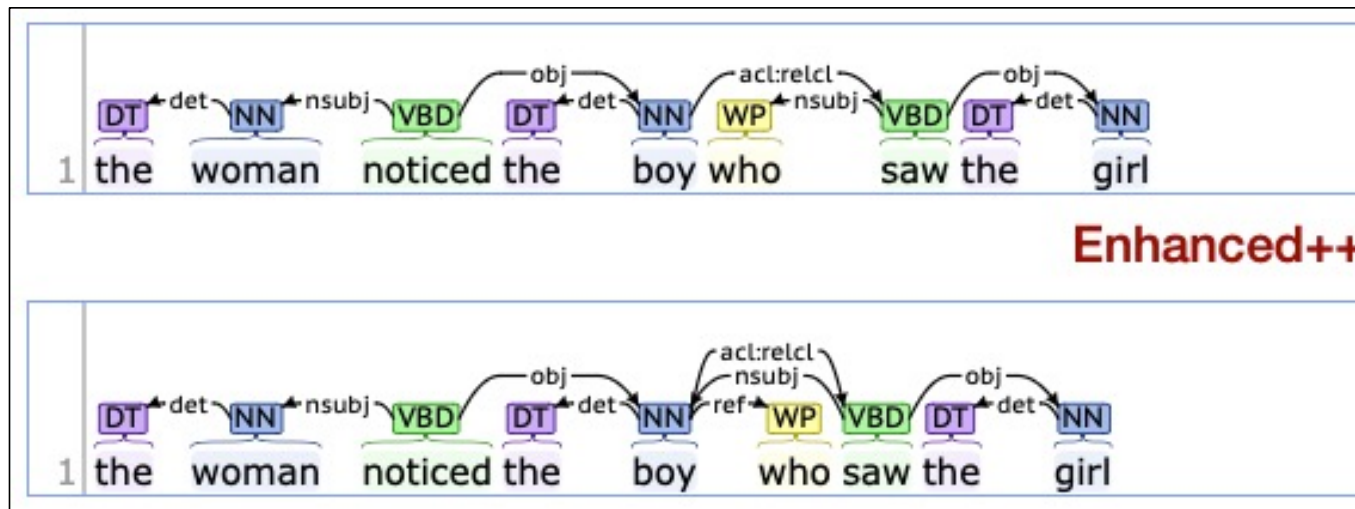 obj acl:relcl obj
det nsubj det nsubj det
DT NN VBD DT NN WP VBD DT NN
1 the woman noticed the boy who saw the girl
Enhanced++
acl:relcl
obj nsubj obj
det nsubj det ref det
DT NN VBD DT NN WP VBD DT NN
1 the woman noticed the boy who saw the girl